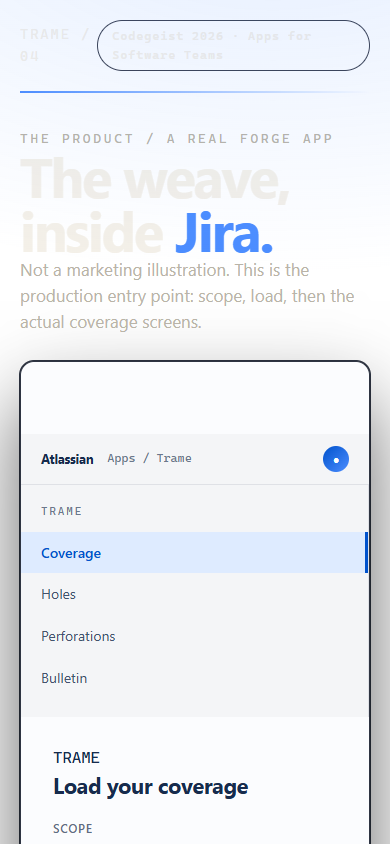 TRAME /
04
Codegeist 2026 · Apps for
Software Teams
THE PRODUCT / A REAL FORGE APP
The weave,
inside Jira.
Not a marketing illustration. This is the
production entry point: scope, load, then the
actual coverage screens.
Atlassian Apps / Trame
TRAME
Coverage
Holes
Perforations
Bulletin
TRAME
Load your coverage
SCOPE